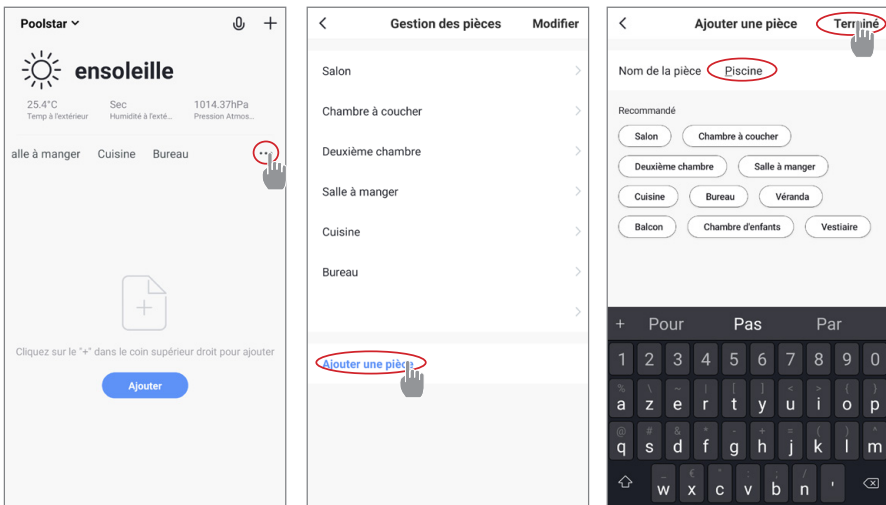 Poolstar
ensoleille
25.4°C Sec 1014.37hPa
Temp à l'extérieur Humidité à l'exté... Pression Atmos...
alle à manger Cuisine Bureau
Cliquez sur le "+" dans le coin supérieur droit pour ajouter
Ajouter
Gestion des pièces Modifier
Salon
Chambre à coucher
Deuxième chambre
Salle à manger
Cuisine
Bureau
Ajouter une pièce
Ajouter une pièce Terminé
Nom de la pièce Piscine
Recommandé
Salon Chambre à coucher
Deuxième chambre Salle à manger
Cuisine Bureau Véranda
Balcon Chambre d'enfants Vestiaire
+ Pour Pas Par
1 2 3 4 5 6 7 8 9 0
% \ ~ | [ ] < > { }
a z e r t y u i o p
@ # & * - + = ( ) ^
q s d f g h j k l m
_ € " ' : ; /
w x c v b n '